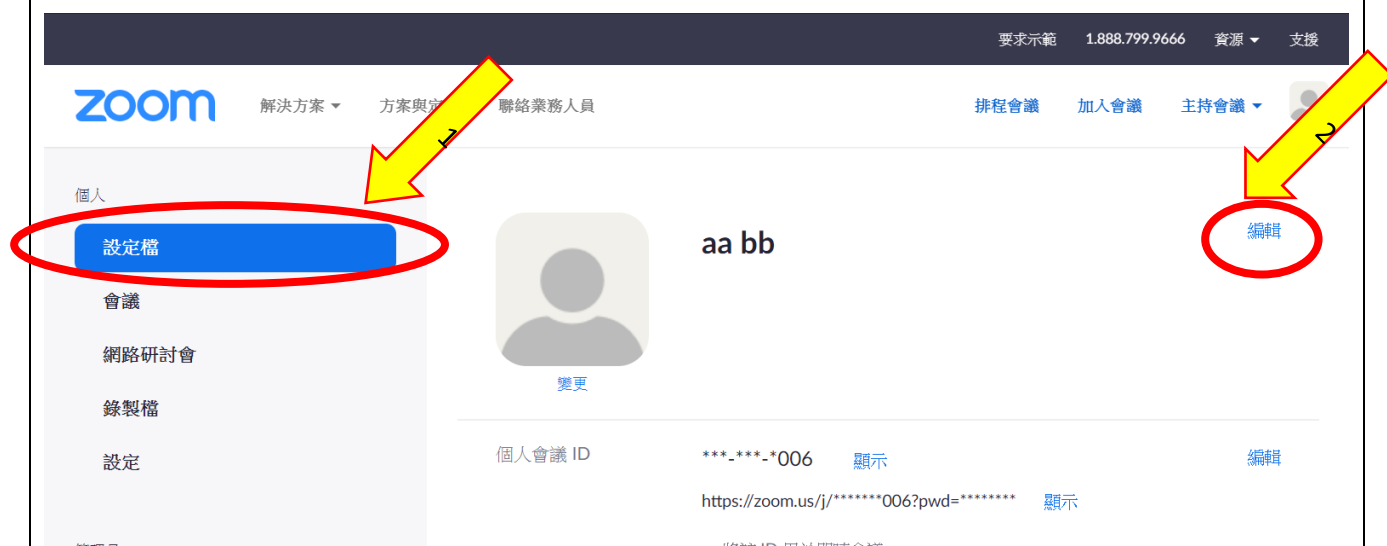 要求示範 1.888.799.9666 資源 支援
zoom 解決方案 方案與定 聯絡業務人員 排程會議 加入會議 主持會議
1
2
個人
設定檔
aa bb
編輯
會議
網路研討會
變更
錄製檔
個人會議 ID ***-***-*006 顯示 編輯
設定
https://zoom.us/j/*******006?pwd=******** 顯示